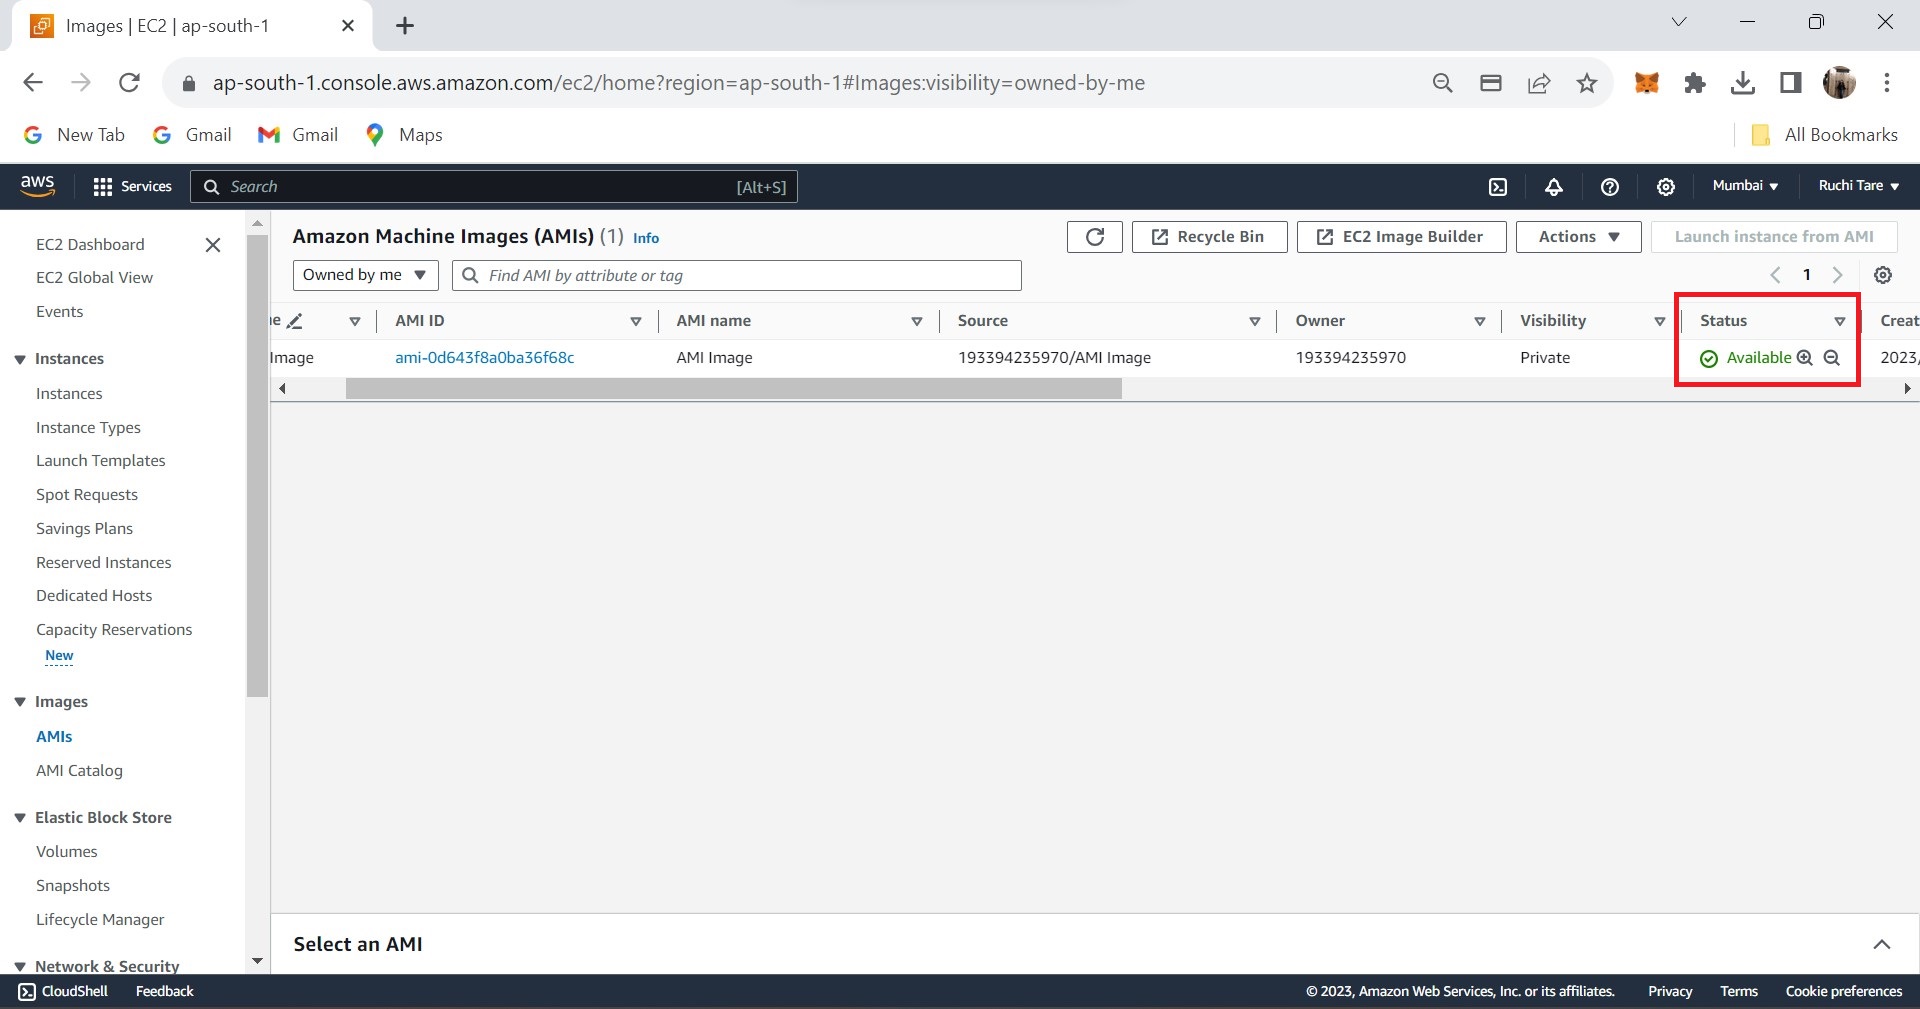 Images | EC2 | ap-south-1
ap-south-1.console.aws.amazon.com/ec2/home?region=ap-south-1#Images:visibility=owned-by-me
New Tab Gmail Gmail Maps All Bookmarks
aws Services Search [Alt+S] Mumbai Ruchi Tare
EC2 Dashboard
EC2 Global View
Events
Instances
Instances
Instance Types
Launch Templates
Spot Requests
Savings Plans
Reserved Instances
Dedicated Hosts
Capacity Reservations
New
Images
AMIs
AMI Catalog
Elastic Block Store
Volumes
Snapshots
Lifecycle Manager
Network & Security
Amazon Machine Images (AMIs) (1) Info Recycle Bin EC2 Image Builder Actions Launch instance from AMI
Owned by me Find AMI by attribute or tag 1
e AMI ID AMI name Source Owner Visibility Status Creat
Image ami-0d643f8a0ba36f68c AMI Image 193394235970/AMI Image 193394235970 Private Available 2023/
Select an AMI
CloudShell Feedback © 2023, Amazon Web Services, Inc. or its affiliates. Privacy Terms Cookie preferences